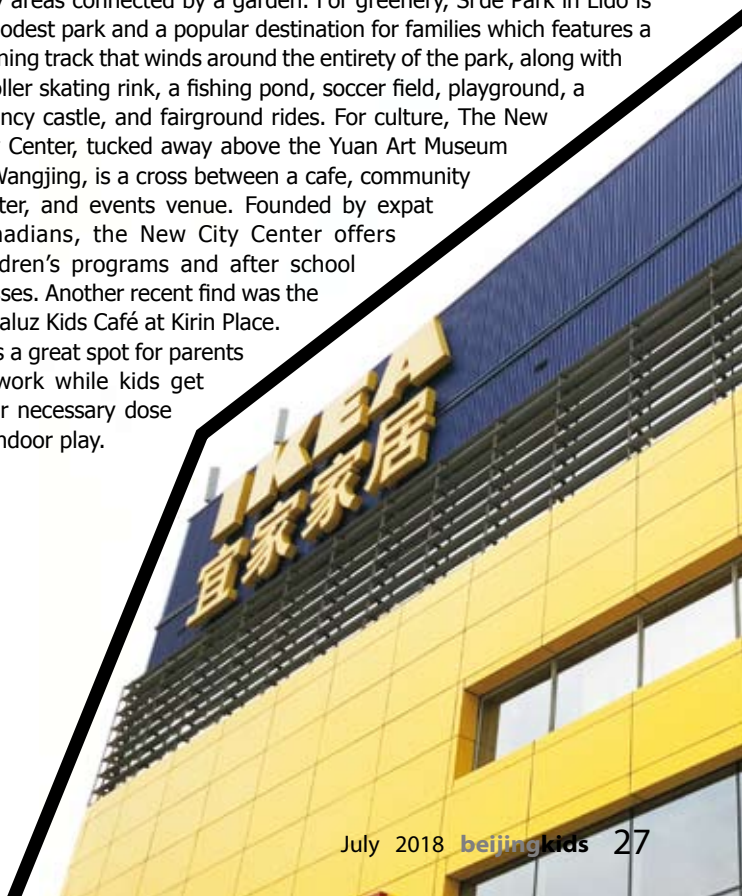 areas connected by a garden. For greenery, Si'de Park in Lido is
odest park and a popular destination for families which features a
ning track that winds around the entirety of the park, along with
oller skating rink, a fishing pond, soccer field, playground, a
ncy castle, and fairground rides. For culture, The New
Center, tucked away above the Yuan Art Museum
Wangjing, is a cross between a cafe, community
ter, and events venue. Founded by expat
nadians, the New City Center offers
dren's programs and after school
ses. Another recent find was the
aluz Kids Café at Kirin Place.
s a great spot for parents
work while kids get
r necessary dose
ndoor play.
IKEA
宜家家居
July 2018 beijingkids 27